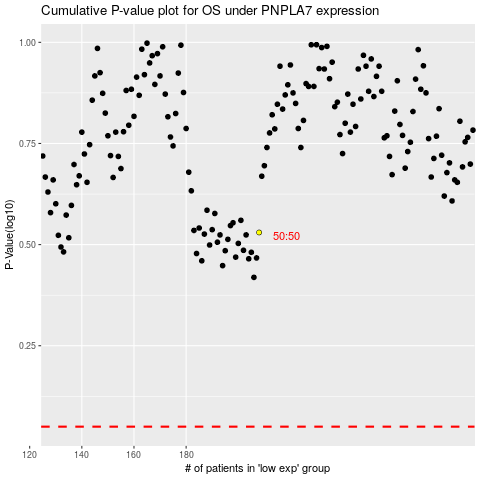 Cumulative P-value plot for OS under PNPLA7 expression
P-Value(log10)
1.00
0.75
0.50
0.25
50:50
120 140 160 180
# of patients in 'low exp' group